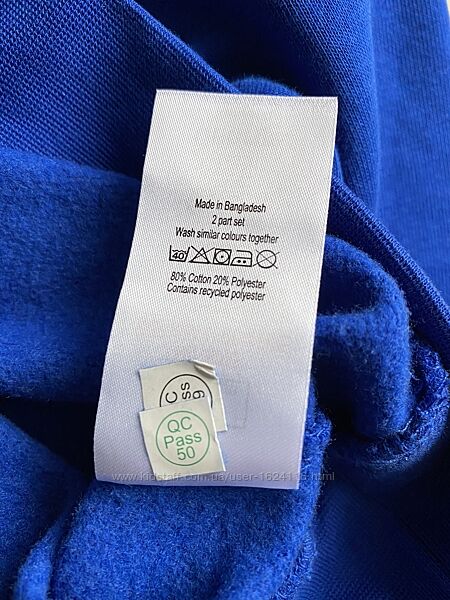 Made in Bangladesh
2 part set
Wash similar colours together
40
80% Cotton 20% Polyester
Contains recycled polyester
QC
Pass
50